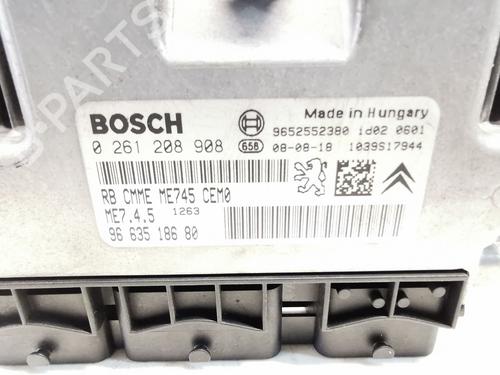 BOSCH
Made in Hungary
9652552380 1d02 0601
0 261 208 908
658
08-08-18 1039S17944
RB CMME ME745 CEM0
ME7.4.5 1263
96 635 186 80